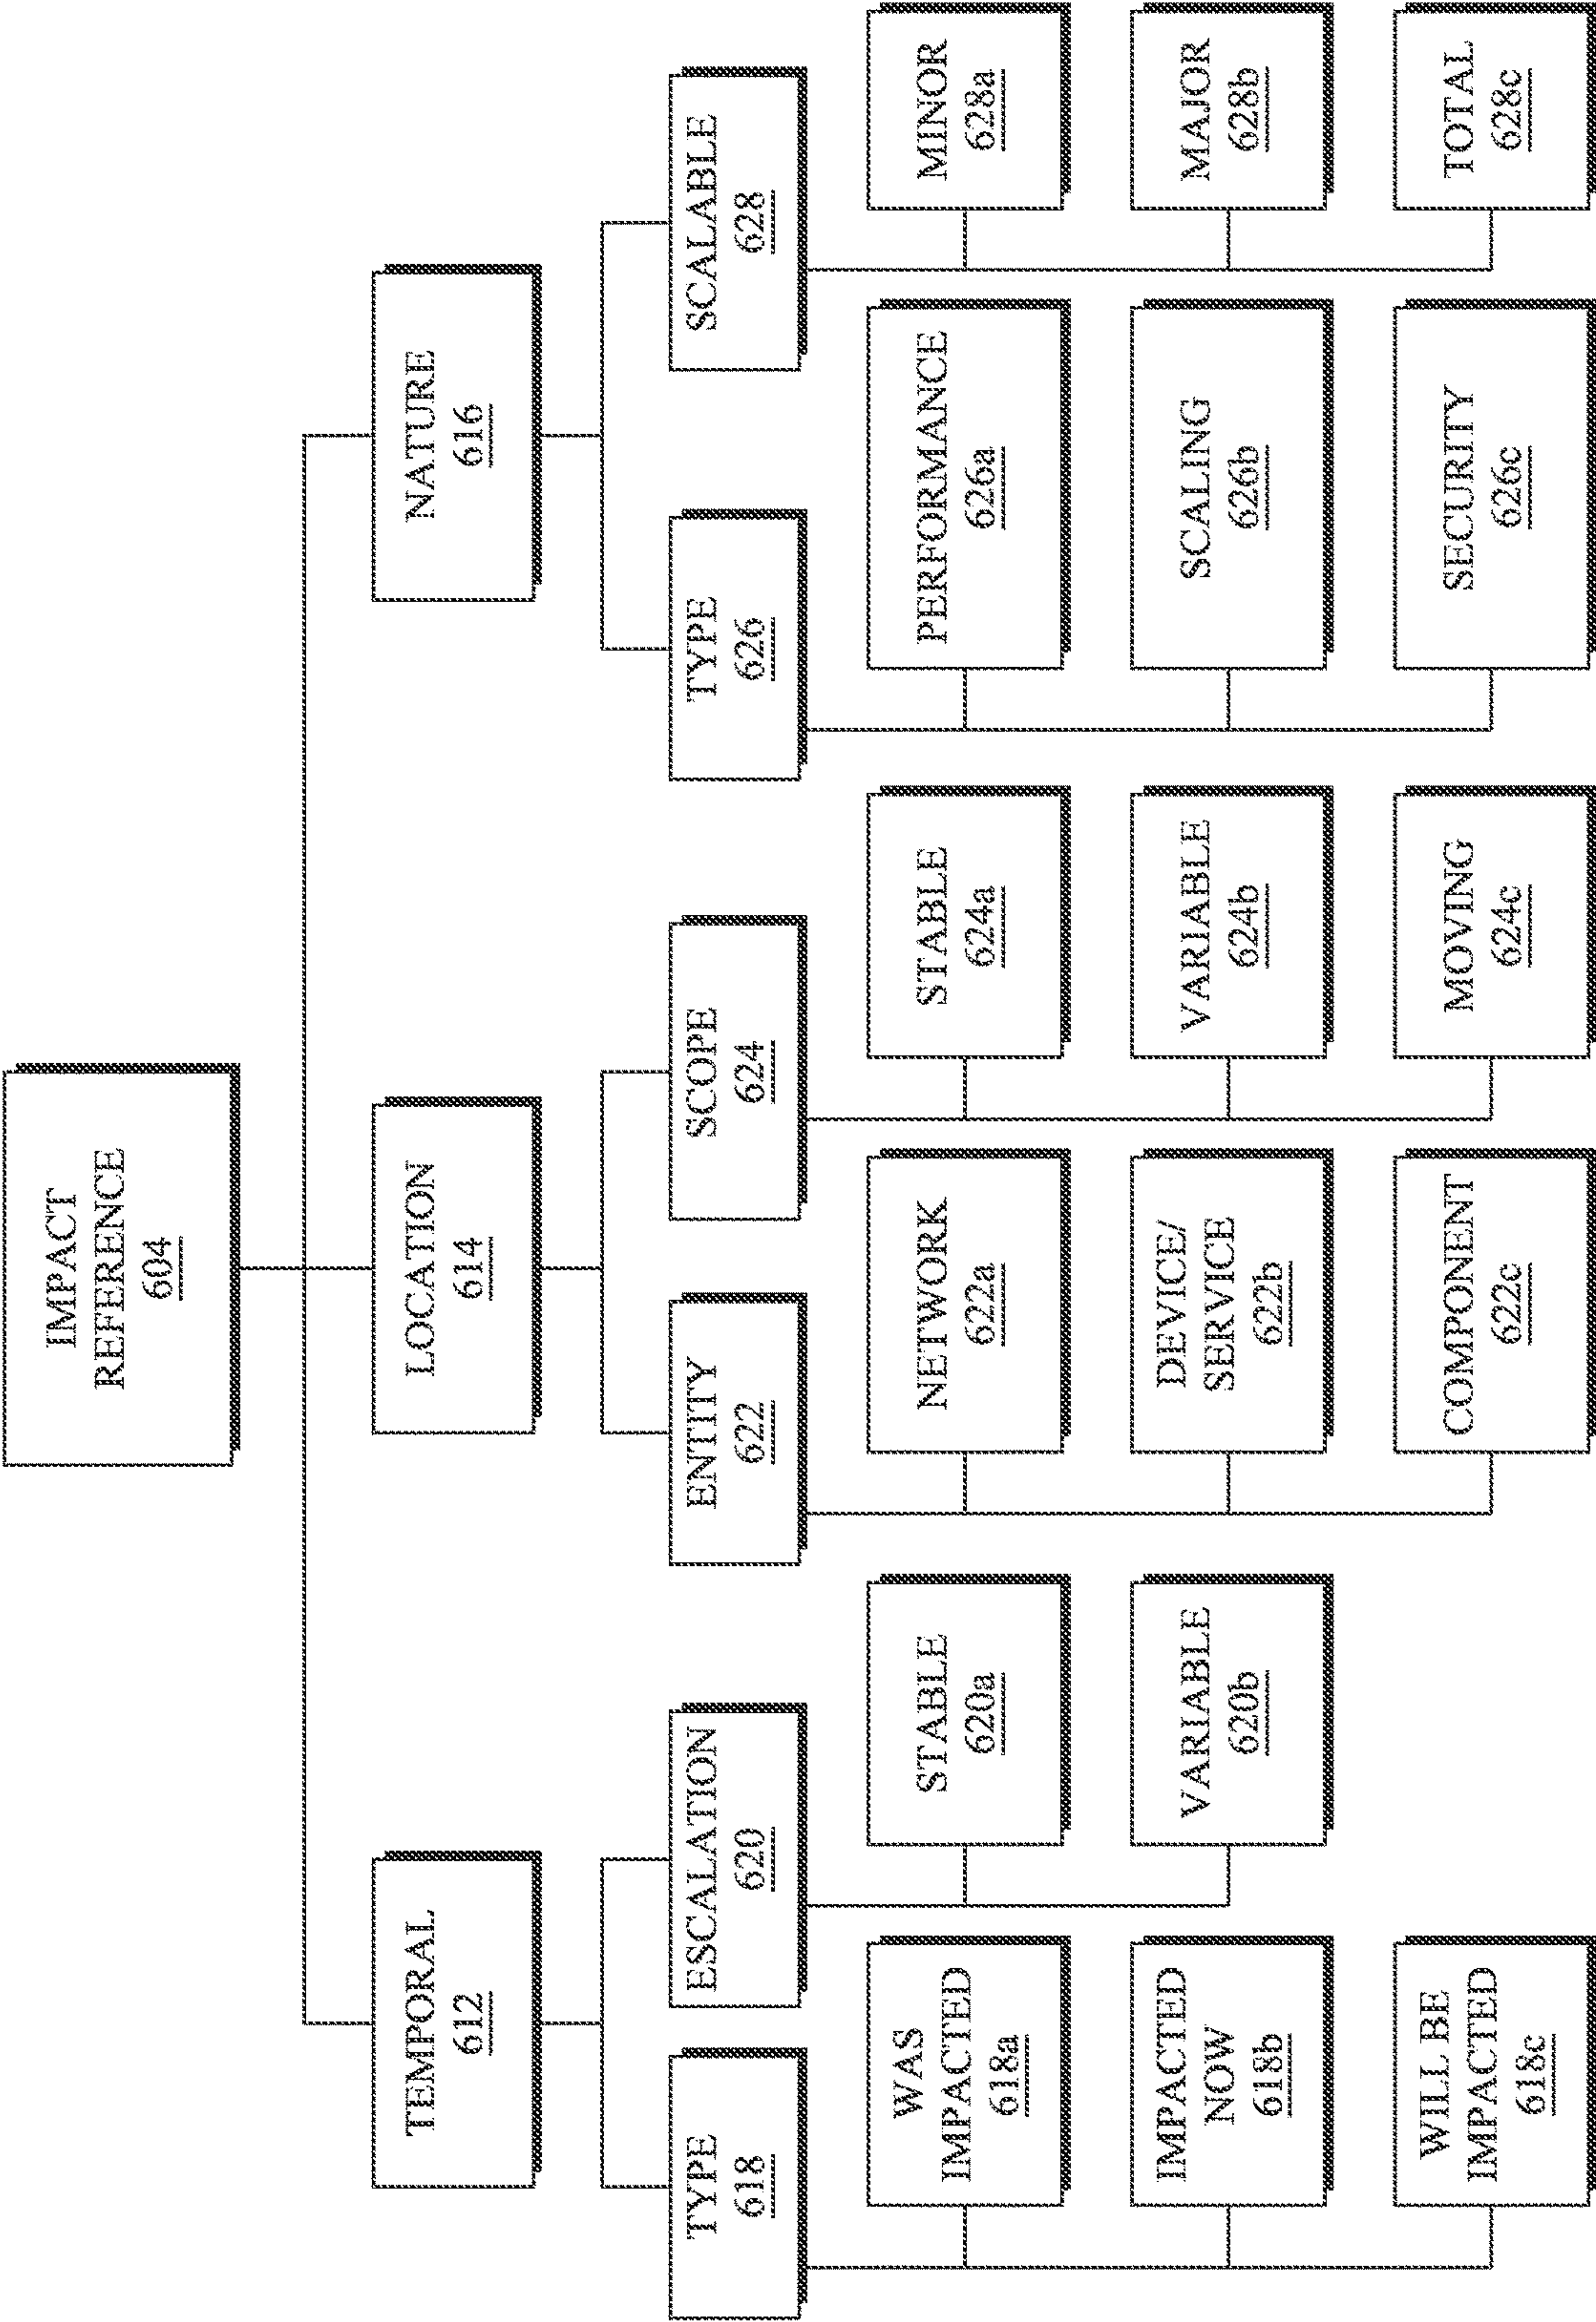 IMPACT
REFERENCE
604
TEMPORAL
612
LOCATION
614
NATURE
616
TYPE
618
ESCALATION
620
ENTITY
622
SCOPE
624
TYPE
626
SCALABLE
628
WAS
IMPACTED
618a
STABLE
620a
NETWORK
622a
STABLE
624a
PERFORMANCE
626a
MINOR
628a
IMPACTED
NOW
618b
VARIABLE
620b
DEVICE/
SERVICE
622b
VARIABLE
624b
SCALING
626b
MAJOR
628b
WILL BE
IMPACTED
618c
COMPONENT
622c
MOVING
624c
SECURITY
626c
TOTAL
628c